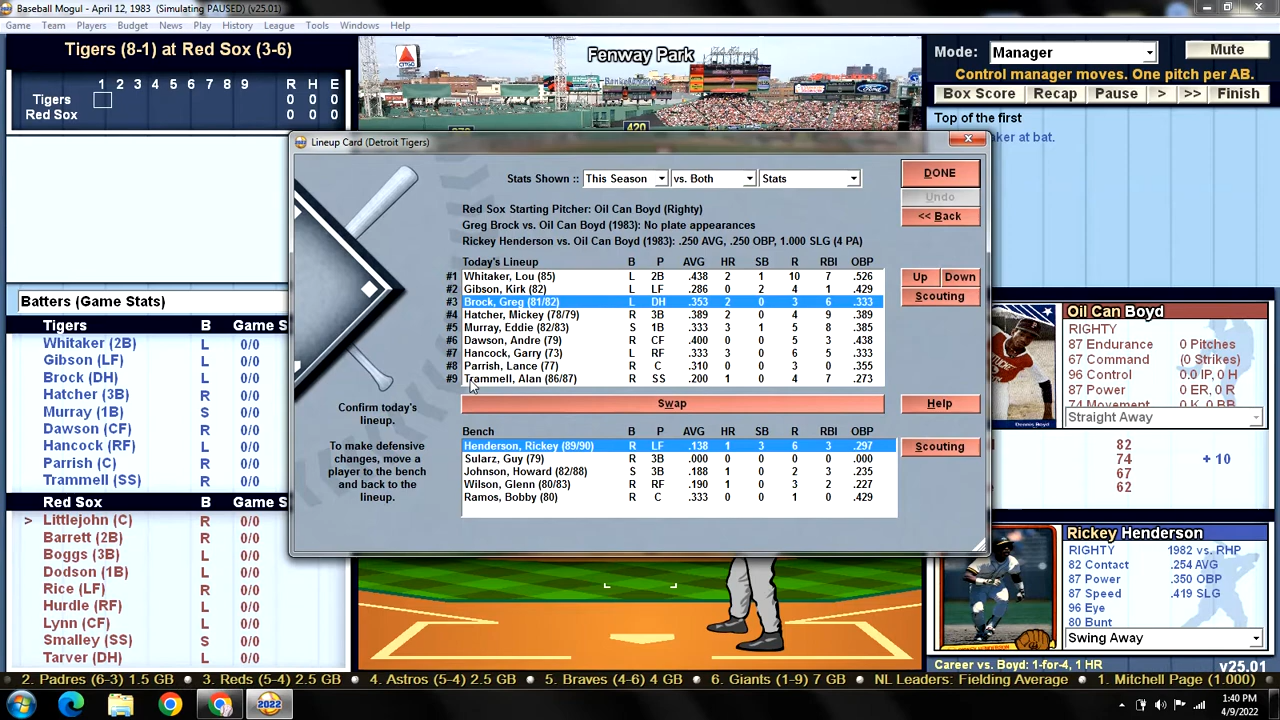 Baseball Mogul - April 12, 1983 (Simulating PAUSED) (v25.01)
Game Team Players Budget News Play History League Tools Windows Help
Tigers (8-1) at Red Sox (3-6)
1 2 3 4 5 6 7 8 9 R H E
Tigers 0 0 0
Red Sox 0 0 0
Fenway Park
CITGO
420
Mode: Manager
Mute
Control manager moves. One pitch per AB.
Box Score Recap Pause > >> Finish
Top of the first
aker at bat.
Lineup Card (Detroit Tigers)
Stats Shown :: This Season vs. Both Stats
DONE
Undo
<< Back
Red Sox Starting Pitcher: Oil Can Boyd (Righty)
Greg Brock vs. Oil Can Boyd (1983): No plate appearances
Rickey Henderson vs. Oil Can Boyd (1983): .250 AVG, .250 OBP, 1.000 SLG (4 PA)
Today's Lineup B P AVG HR SB R RBI OBP
#1 Whitaker, Lou (85) L 2B .438 2 1 10 7 .526
#2 Gibson, Kirk (82) L LF .286 0 2 4 1 .429
#3 Brock, Greg (81/82) L DH .353 2 0 3 6 .333
#4 Hatcher, Mickey (78/79) R 3B .389 2 0 4 9 .389
#5 Murray, Eddie (82/83) S 1B .333 3 1 5 8 .385
#6 Dawson, Andre (79) R CF .400 0 0 5 3 .438
#7 Hancock, Garry (73) L RF .333 3 0 6 5 .333
#8 Parrish, Lance (77) R C .310 0 0 3 0 .355
#9 Trammell, Alan (86/87) R SS .200 1 0 4 7 .273
Up Down
Scouting
Swap
Help
Confirm today's
lineup.
To make defensive
changes, move a
player to the bench
and back to the
lineup.
Bench B P AVG HR SB R RBI OBP
Henderson, Rickey (89/90) R LF .138 1 3 6 3 .297
Sularz, Guy (79) R 3B .000 0 0 0 0 .000
Johnson, Howard (82/88) S 3B .188 1 0 2 3 .235
Wilson, Glenn (80/83) R RF .190 1 0 3 2 .227
Ramos, Bobby (80) R C .333 0 0 1 0 .429
Scouting
Batters (Game Stats)
Tigers B Game S
Whitaker (2B) L 0/0
Gibson (LF) L 0/0
Brock (DH) L 0/0
Hatcher (3B) R 0/0
Murray (1B) S 0/0
Dawson (CF) R 0/0
Hancock (RF) L 0/0
Parrish (C) R 0/0
Trammell (SS) R 0/0
Red Sox B Game S
> Littlejohn (C) R 0/0
Barrett (2B) R 0/0
Boggs (3B) L 0/0
Dodson (1B) L 0/0
Rice (LF) R 0/0
Hurdle (RF) L 0/0
Lynn (CF) L 0/0
Smalley (SS) S 0/0
Tarver (DH) L 0/0
Dennis Boyd
Oil Can Boyd
RIGHTY
87 Endurance 0 Pitches
67 Command (0 Strikes)
96 Control 0.0 IP, 0 H
87 Power 0 ER, 0 R
74 Movement 0 K, 0 BB
Straight Away
82
74 + 10
67
62
Rickey Henderson
RIGHTY 1982 vs. RHP
82 Contact .254 AVG
87 Power .350 OBP
87 Speed .419 SLG
96 Eye
80 Bunt
Swing Away
Career vs. Boyd: 1-for-4, 1 HR v25.01
2. Padres (6-3) 1.5 GB 3. Reds (5-4) 2.5 GB 4. Astros (5-4) 2.5 GB 5. Braves (4-6) 4 GB 6. Giants (1-9) 7 GB NL Leaders: Fielding Average 1. Mitchell Page (1.000)
2022
1:40 PM
4/9/2022